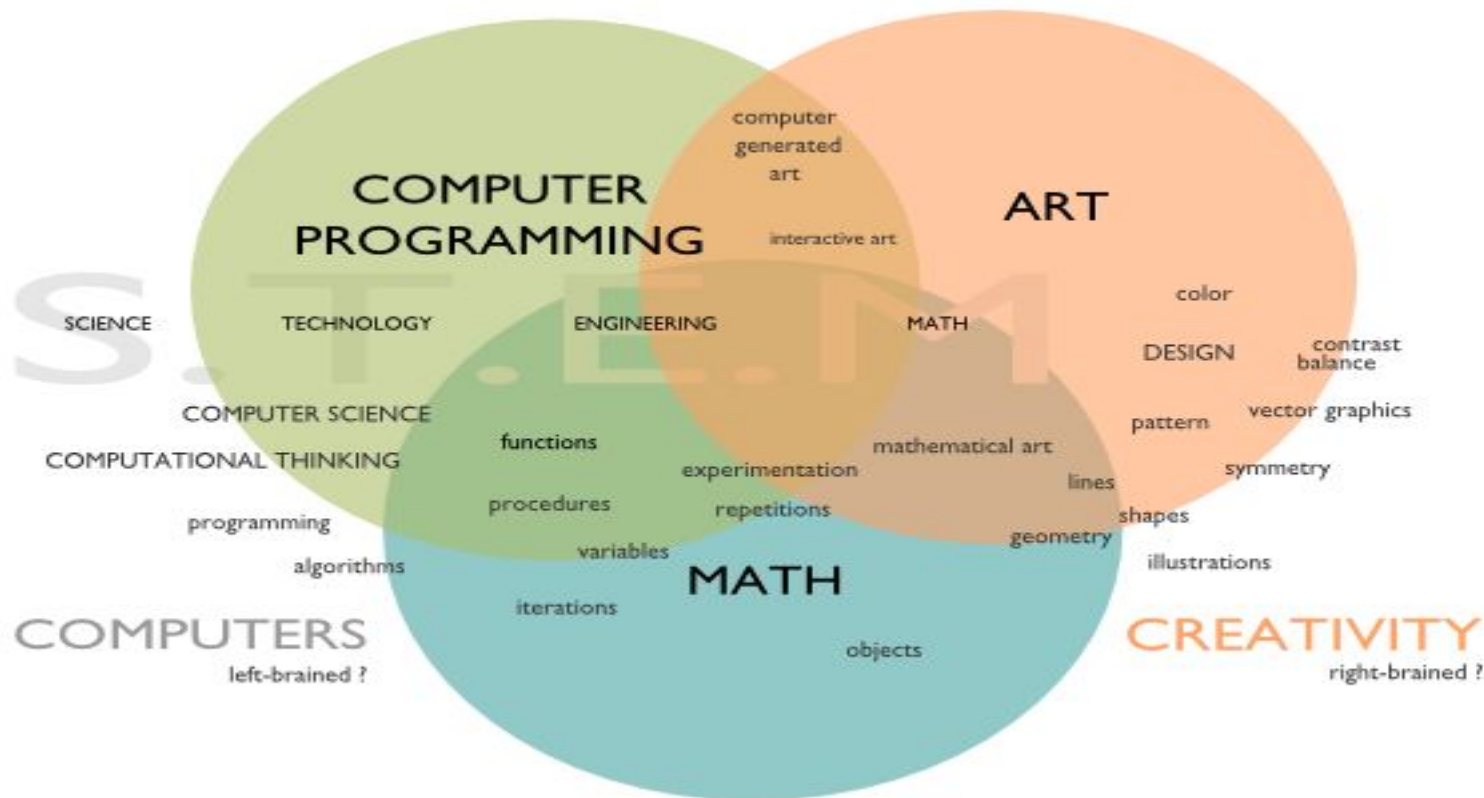 computer
generated
art
COMPUTER
PROGRAMMING
ART
interactive art
S.T.E.M
color
SCIENCE TECHNOLOGY ENGINEERING MATH
DESIGN
contrast
balance
COMPUTER SCIENCE
vector graphics
pattern
functions
mathematical art
COMPUTATIONAL THINKING
experimentation
symmetry
lines
procedures
repetitions
shapes
programming
geometry
variables
illustrations
algorithms
MATH
iterations
COMPUTERS
left-brained ?
objects
CREATIVITY
right-brained ?